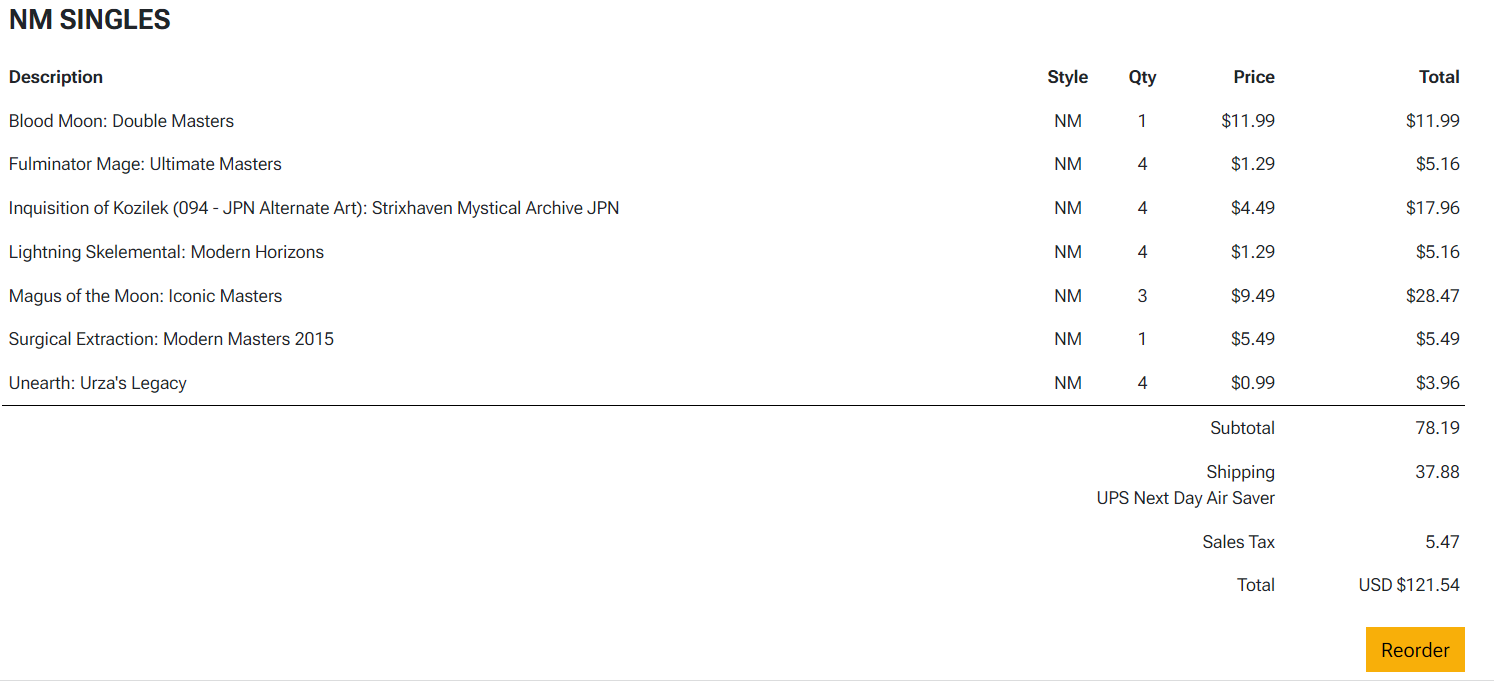 NM SINGLES
Description Style Qty Price Total
Blood Moon: Double Masters NM 1 $11.99 $11.99
Fulminator Mage: Ultimate Masters NM 4 $1.29 $5.16
Inquisition of Kozilek (094 - JPN Alternate Art): Strixhaven Mystical Archive JPN NM 4 $4.49 $17.96
Lightning Skelemental: Modern Horizons NM 4 $1.29 $5.16
Magus of the Moon: Iconic Masters NM 3 $9.49 $28.47
Surgical Extraction: Modern Masters 2015 NM 1 $5.49 $5.49
Unearth: Urza's Legacy NM 4 $0.99 $3.96
Subtotal 78.19
Shipping 37.88
UPS Next Day Air Saver
Sales Tax 5.47
Total USD $121.54
Reorder